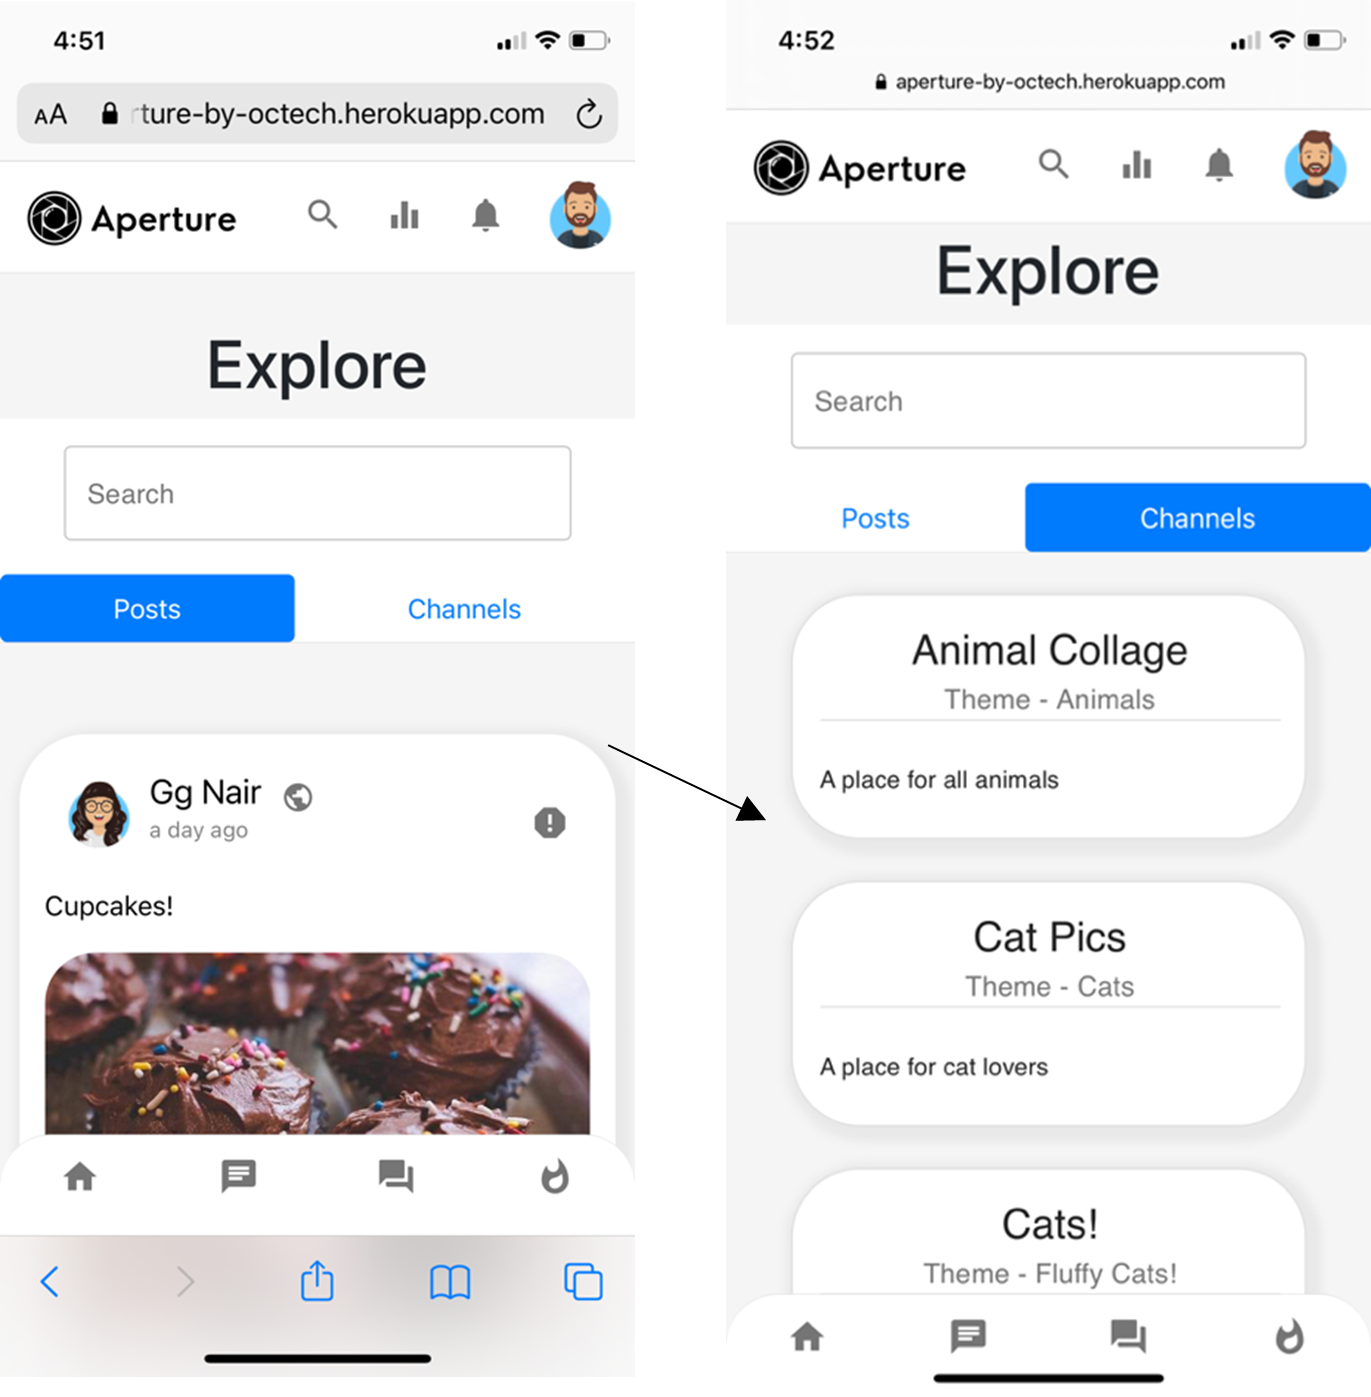 4:51
AA rture-by-octech.herokuapp.com
Aperture
Explore
Search
Posts Channels
Gg Nair
a day ago
Cupcakes!
4:52
aperture-by-octech.herokuapp.com
Aperture
Explore
Search
Posts Channels
Animal Collage
Theme - Animals
A place for all animals
Cat Pics
Theme - Cats
A place for cat lovers
Cats!
Theme - Fluffy Cats!